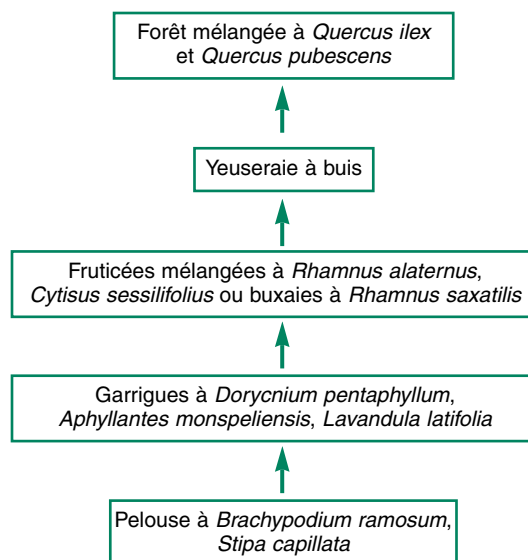 Forêt mélangée à Quercus ilex
et Quercus pubescens
Yeuseraie à buis
Fruticées mélangées à Rhamnus alaternus,
Cytisus sessilifolius ou buxaies à Rhamnus saxatilis
Garrigues à Dorycnium pentaphyllum,
Aphyllantes monspeliensis, Lavandula latifolia
Pelouse à Brachypodium ramosum,
Stipa capillata